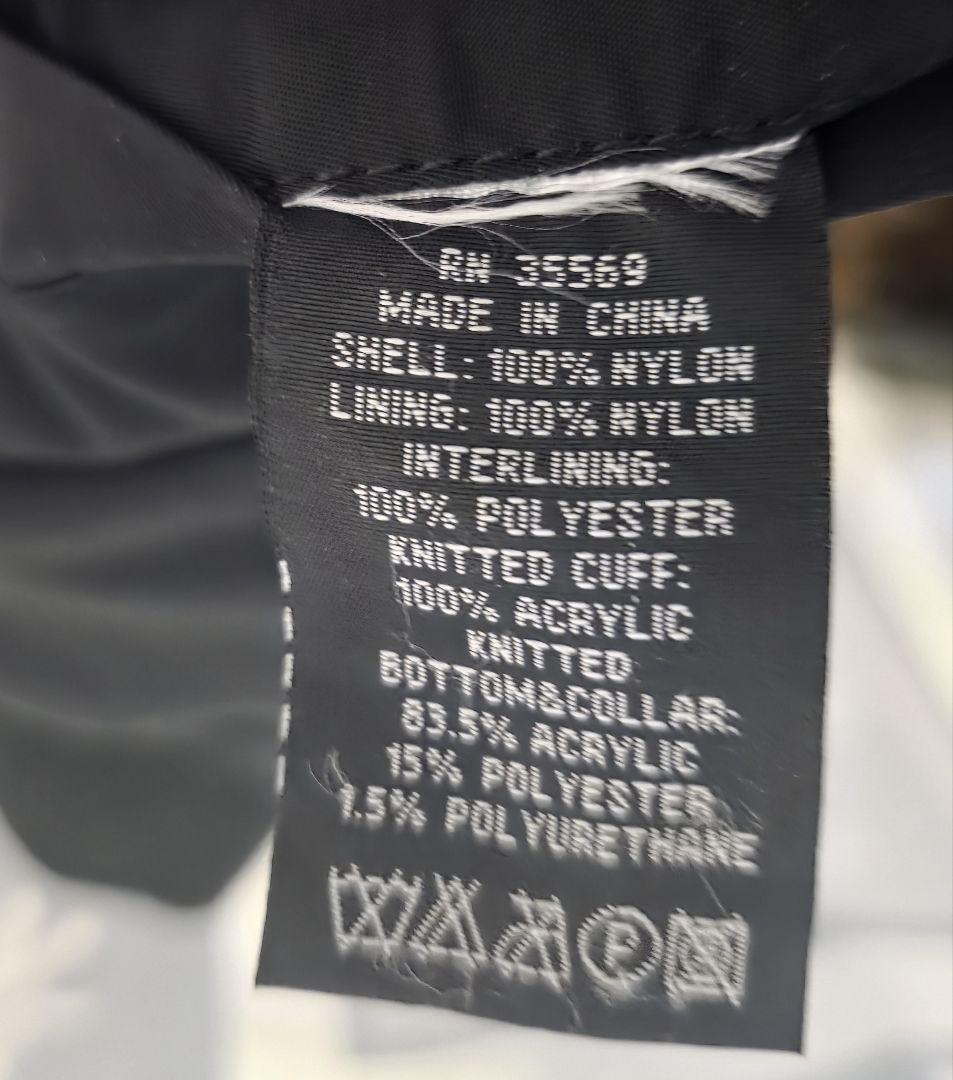 RN 35569
MADE IN CHINA
SHELL: 100% NYLON
LINING: 100% NYLON
INTERLINING:
100% POLYESTER
KNITTED CUFF:
100% ACRYLIC
KNITTED
BOTTOM&COLLAR:
83.5% ACRYLIC
15% POLYESTER
1.5% POLYURETHANE
F